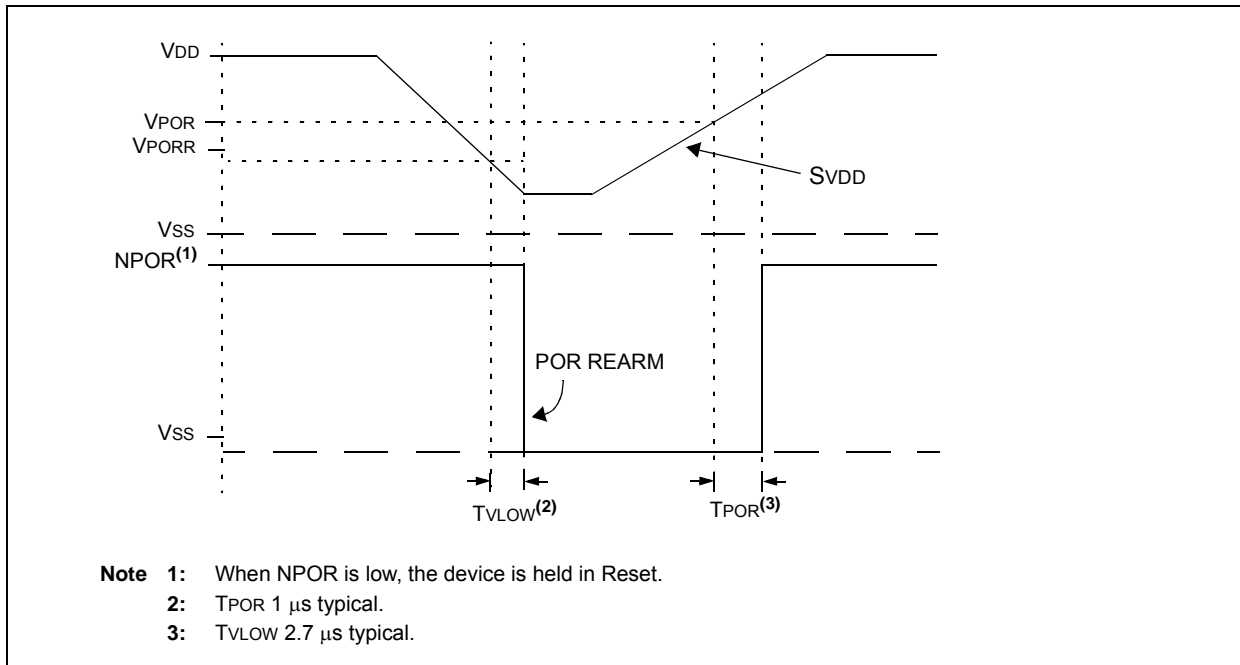 VDD
VPOR
VPORR
SVDD
VSS
NPOR(1)
POR REARM
VSS
TVLOW(2)
TPOR(3)
Note 1: When NPOR is low, the device is held in Reset.
2: TPOR 1 μs typical.
3: TVLOW 2.7 μs typical.